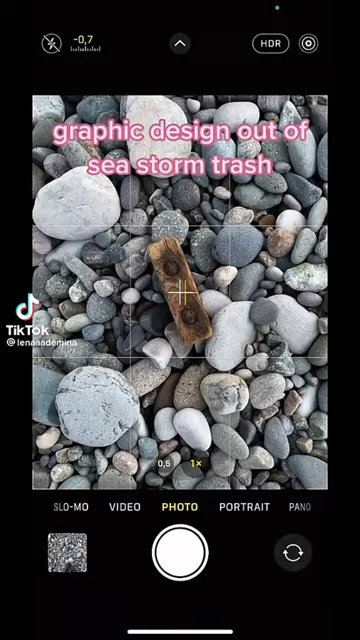 -0,7
HDR
graphic design out of
sea storm trash
TikTok
@lenanademina
0,5 1×
SLO-MO VIDEO PHOTO PORTRAIT PANO